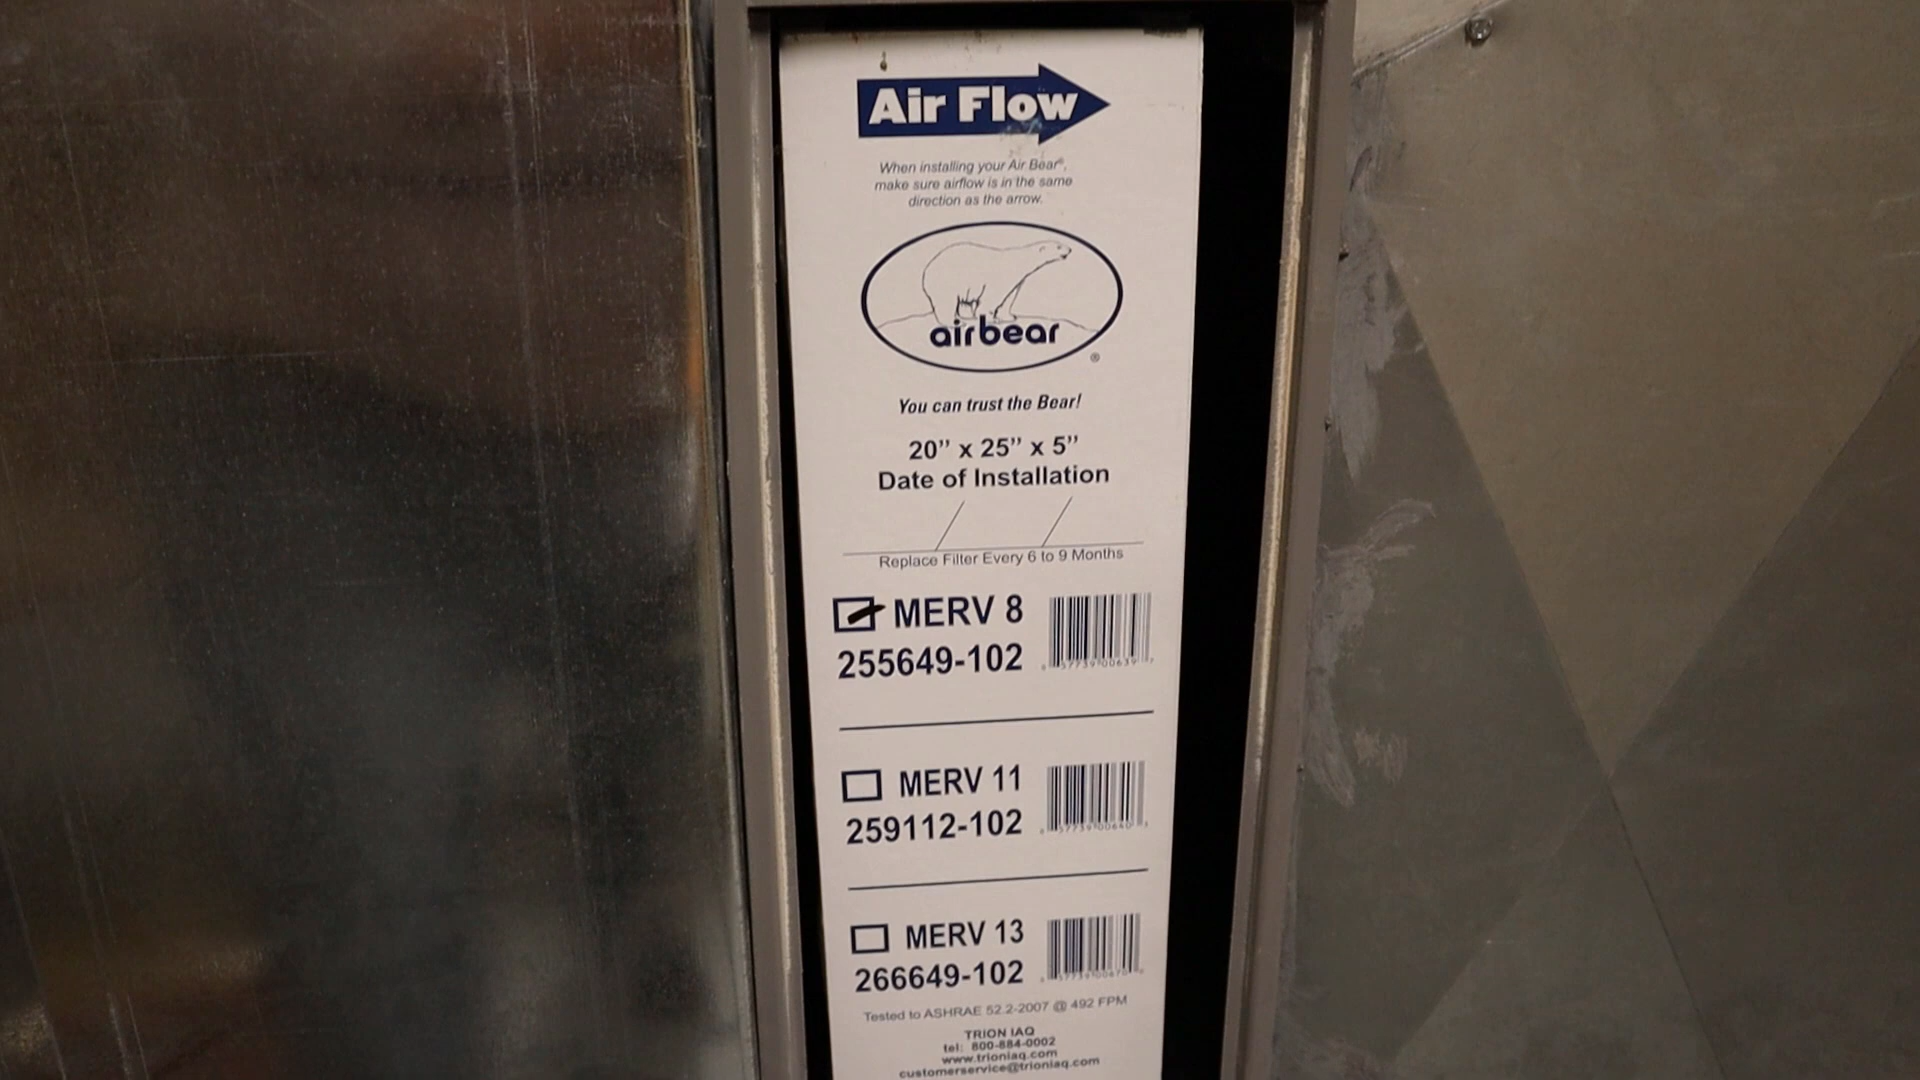 Air Flow
When installing your Air Bear®,
make sure airflow is in the same
direction as the arrow.
airbear
®
You can trust the Bear!
20” x 25” x 5”
Date of Installation
Replace Filter Every 6 to 9 Months
MERV 8
255649-102
MERV 11
259112-102
MERV 13
266649-102
Tested to ASHRAE 52.2-2007 @ 492 FPM
TRION IAQ
tel: 800-884-0002
www.trioniaq.com
customerservice@trioniaq.com